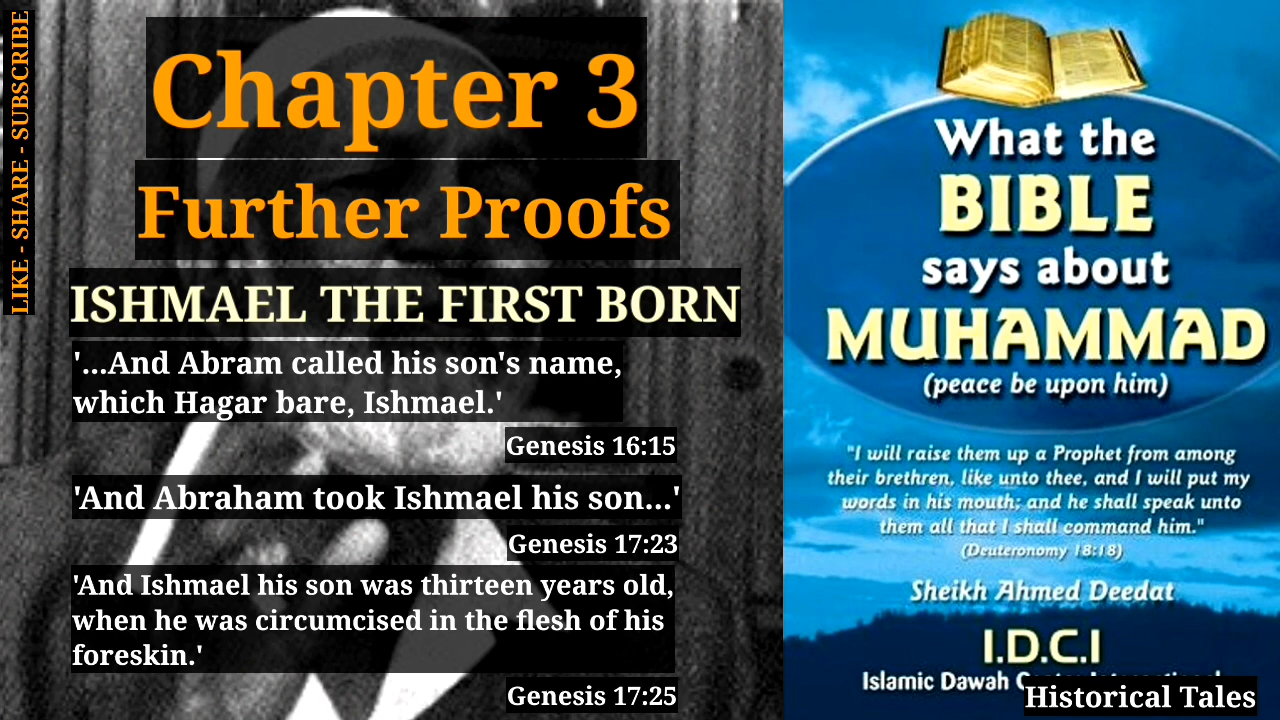 LIKE - SHARE - SUBSCRIBE
Chapter 3
Further Proofs
ISHMAEL THE FIRST BORN
'...And Abram called his son's name,
which Hagar bare, Ishmael.'
Genesis 16:15
'And Abraham took Ishmael his son...'
Genesis 17:23
'And Ishmael his son was thirteen years old,
when he was circumcised in the flesh of his
foreskin.'
Genesis 17:25
What the
BIBLE
says about
MUHAMMAD
(peace be upon him)
"I will raise them up a Prophet from among
their brethren, like unto thee, and I will put my
words in his mouth; and he shall speak unto
them all that I shall command him."
(Deuteronomy 18:18)
Sheikh Ahmed Deedat
I.D.C.I
Islamic Dawah
Historical Tales